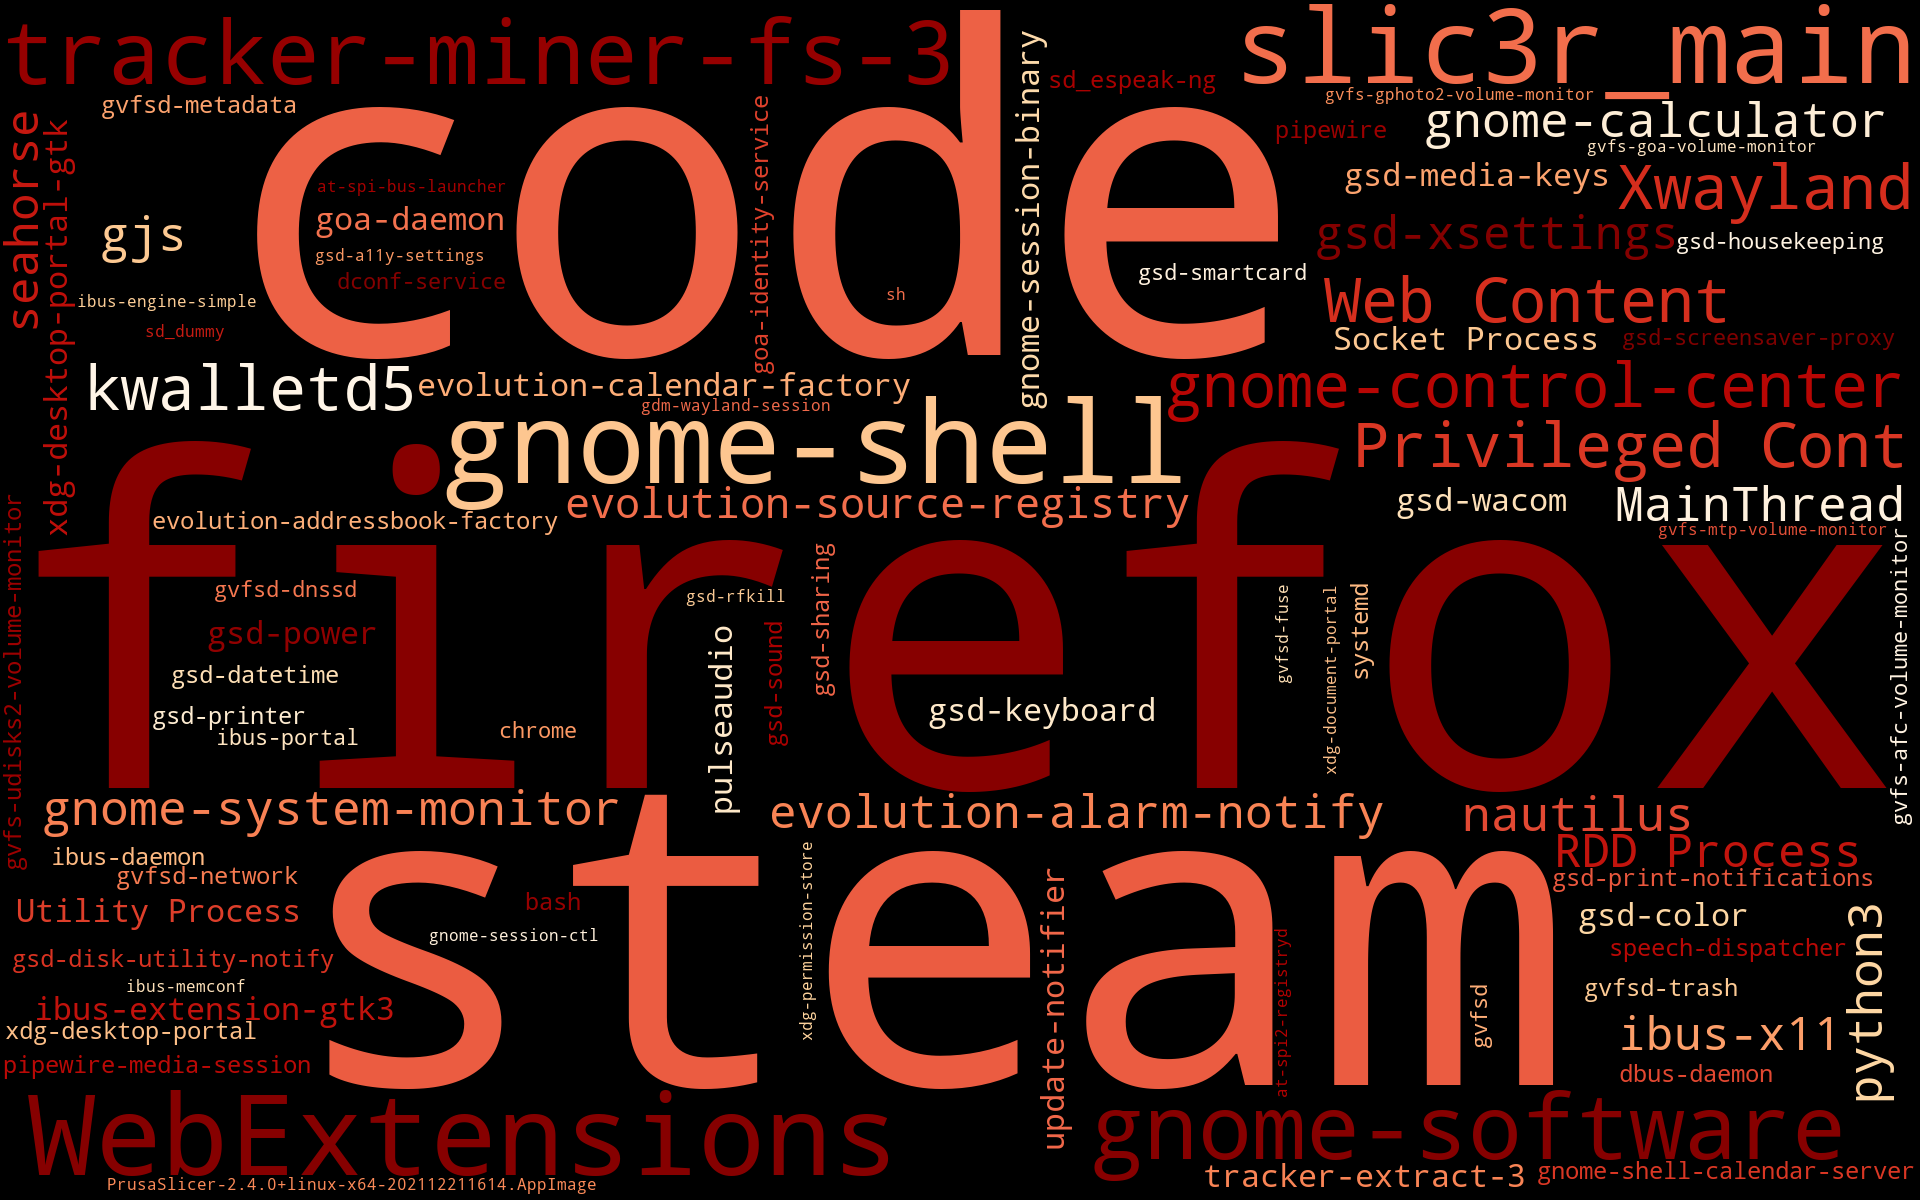 tracker-miner-fs-3
code
slic3r_main
gvfsd-metadata
sd_espeak-ng
gvfs-gphoto2-volume-monitor
gnome-calculator
pipewire
gvfs-goa-volume-monitor
seahorse
xdg-desktop-portal-gtk
at-spi-bus-launcher
goa-daemon
gsd-a11y-settings
dconf-service
goa-identity-service
sh
gnome-session-binary
gsd-media-keys
Xwayland
gsd-xsettings
gsd-housekeeping
gjs
gsd-smartcard
ibus-engine-simple
sd_dummy
Web Content
Socket Process
gsd-screensaver-proxy
kwalletd5
evolution-calendar-factory
gdm-wayland-session
gnome-control-center
gnome-shell
Privileged Cont
evolution-source-registry
gsd-wacom
MainThread
gvfs-mtp-volume-monitor
evolution-addressbook-factory
firefox
gvfs-udisks2-volume-monitor
gvfsd-dnssd
gsd-rfkill
gsd-sharing
gvfsd-fuse
xdg-document-portal
systemd
gvfs-afc-volume-monitor
gsd-power
pulseaudio
gsd-sound
gsd-datetime
gsd-keyboard
gsd-printer
ibus-portal
chrome
gnome-system-monitor
evolution-alarm-notify
nautilus
steam
RDD Process
ibus-daemon
gvfsd-network
gsd-print-notifications
Utility Process
bash
gnome-session-ctl
xdg-permission-store
update-notifier
gsd-color
python3
speech-dispatcher
gsd-disk-utility-notify
ibus-memconf
at-spi2-registryd
gvfsd
gvfsd-trash
ibus-extension-gtk3
xdg-desktop-portal
ibus-x11
pipewire-media-session
dbus-daemon
WebExtensions
gnome-software
tracker-extract-3
gnome-shell-calendar-server
PrusaSlicer-2.4.0+linux-x64-202112211614.AppImage